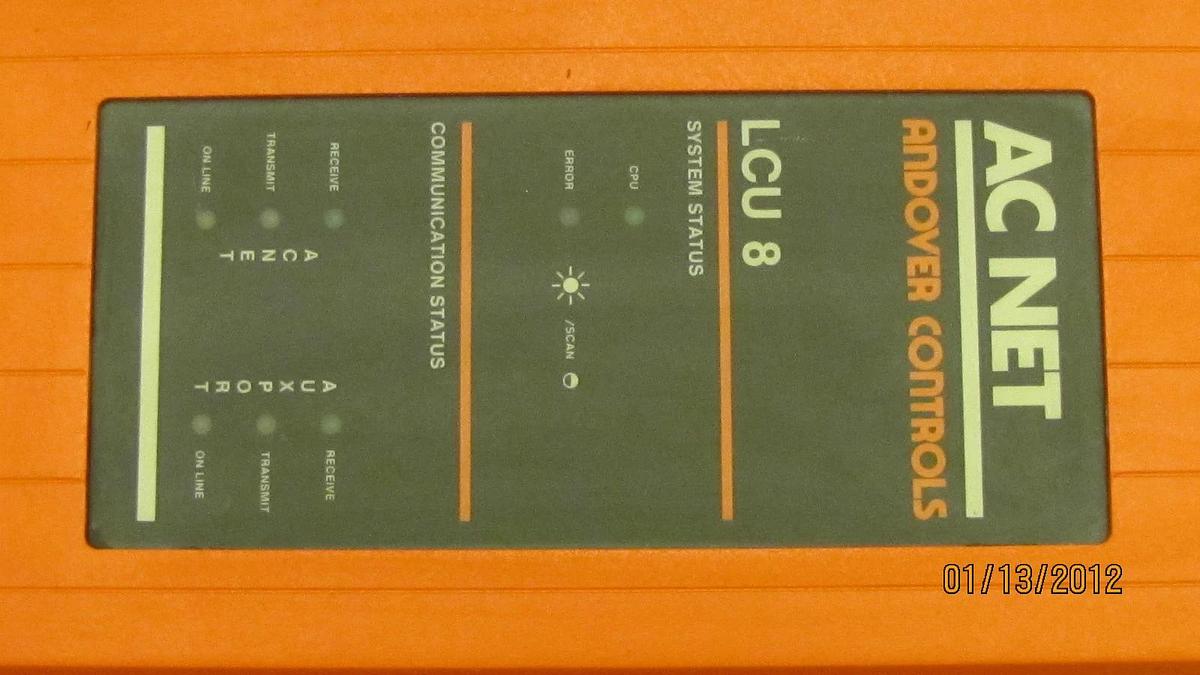 AC NET
ANDOVER CONTROLS
LCU 8
SYSTEM STATUS
CPU
ERROR
/SCAN
COMMUNICATION STATUS
RECEIVE
TRANSMIT
ON LINE
ACNET
AUXPORT
RECEIVE
TRANSMIT
ON LINE
01/13/2012